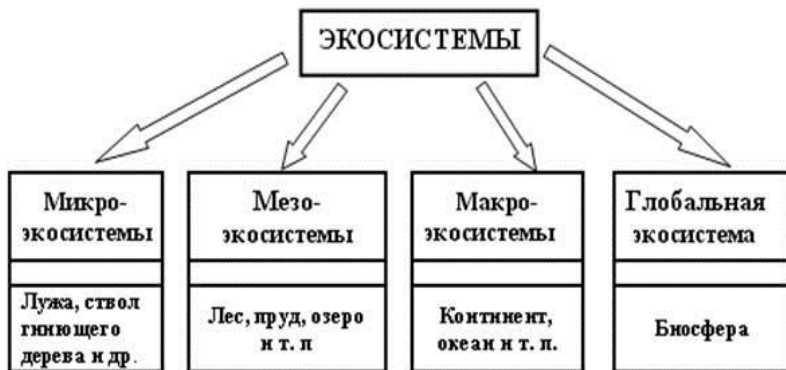 ЭКОСИСТЕМЫ
Микро-
экосистемы
Лужа, ствол
гниющего
дерева и др.
Мезо-
экосистемы
Лес, пруд, озеро
и т. п
Макро-
экосистемы
Континент,
океан и т. п.
Глобальная
экосистема
Биосфера